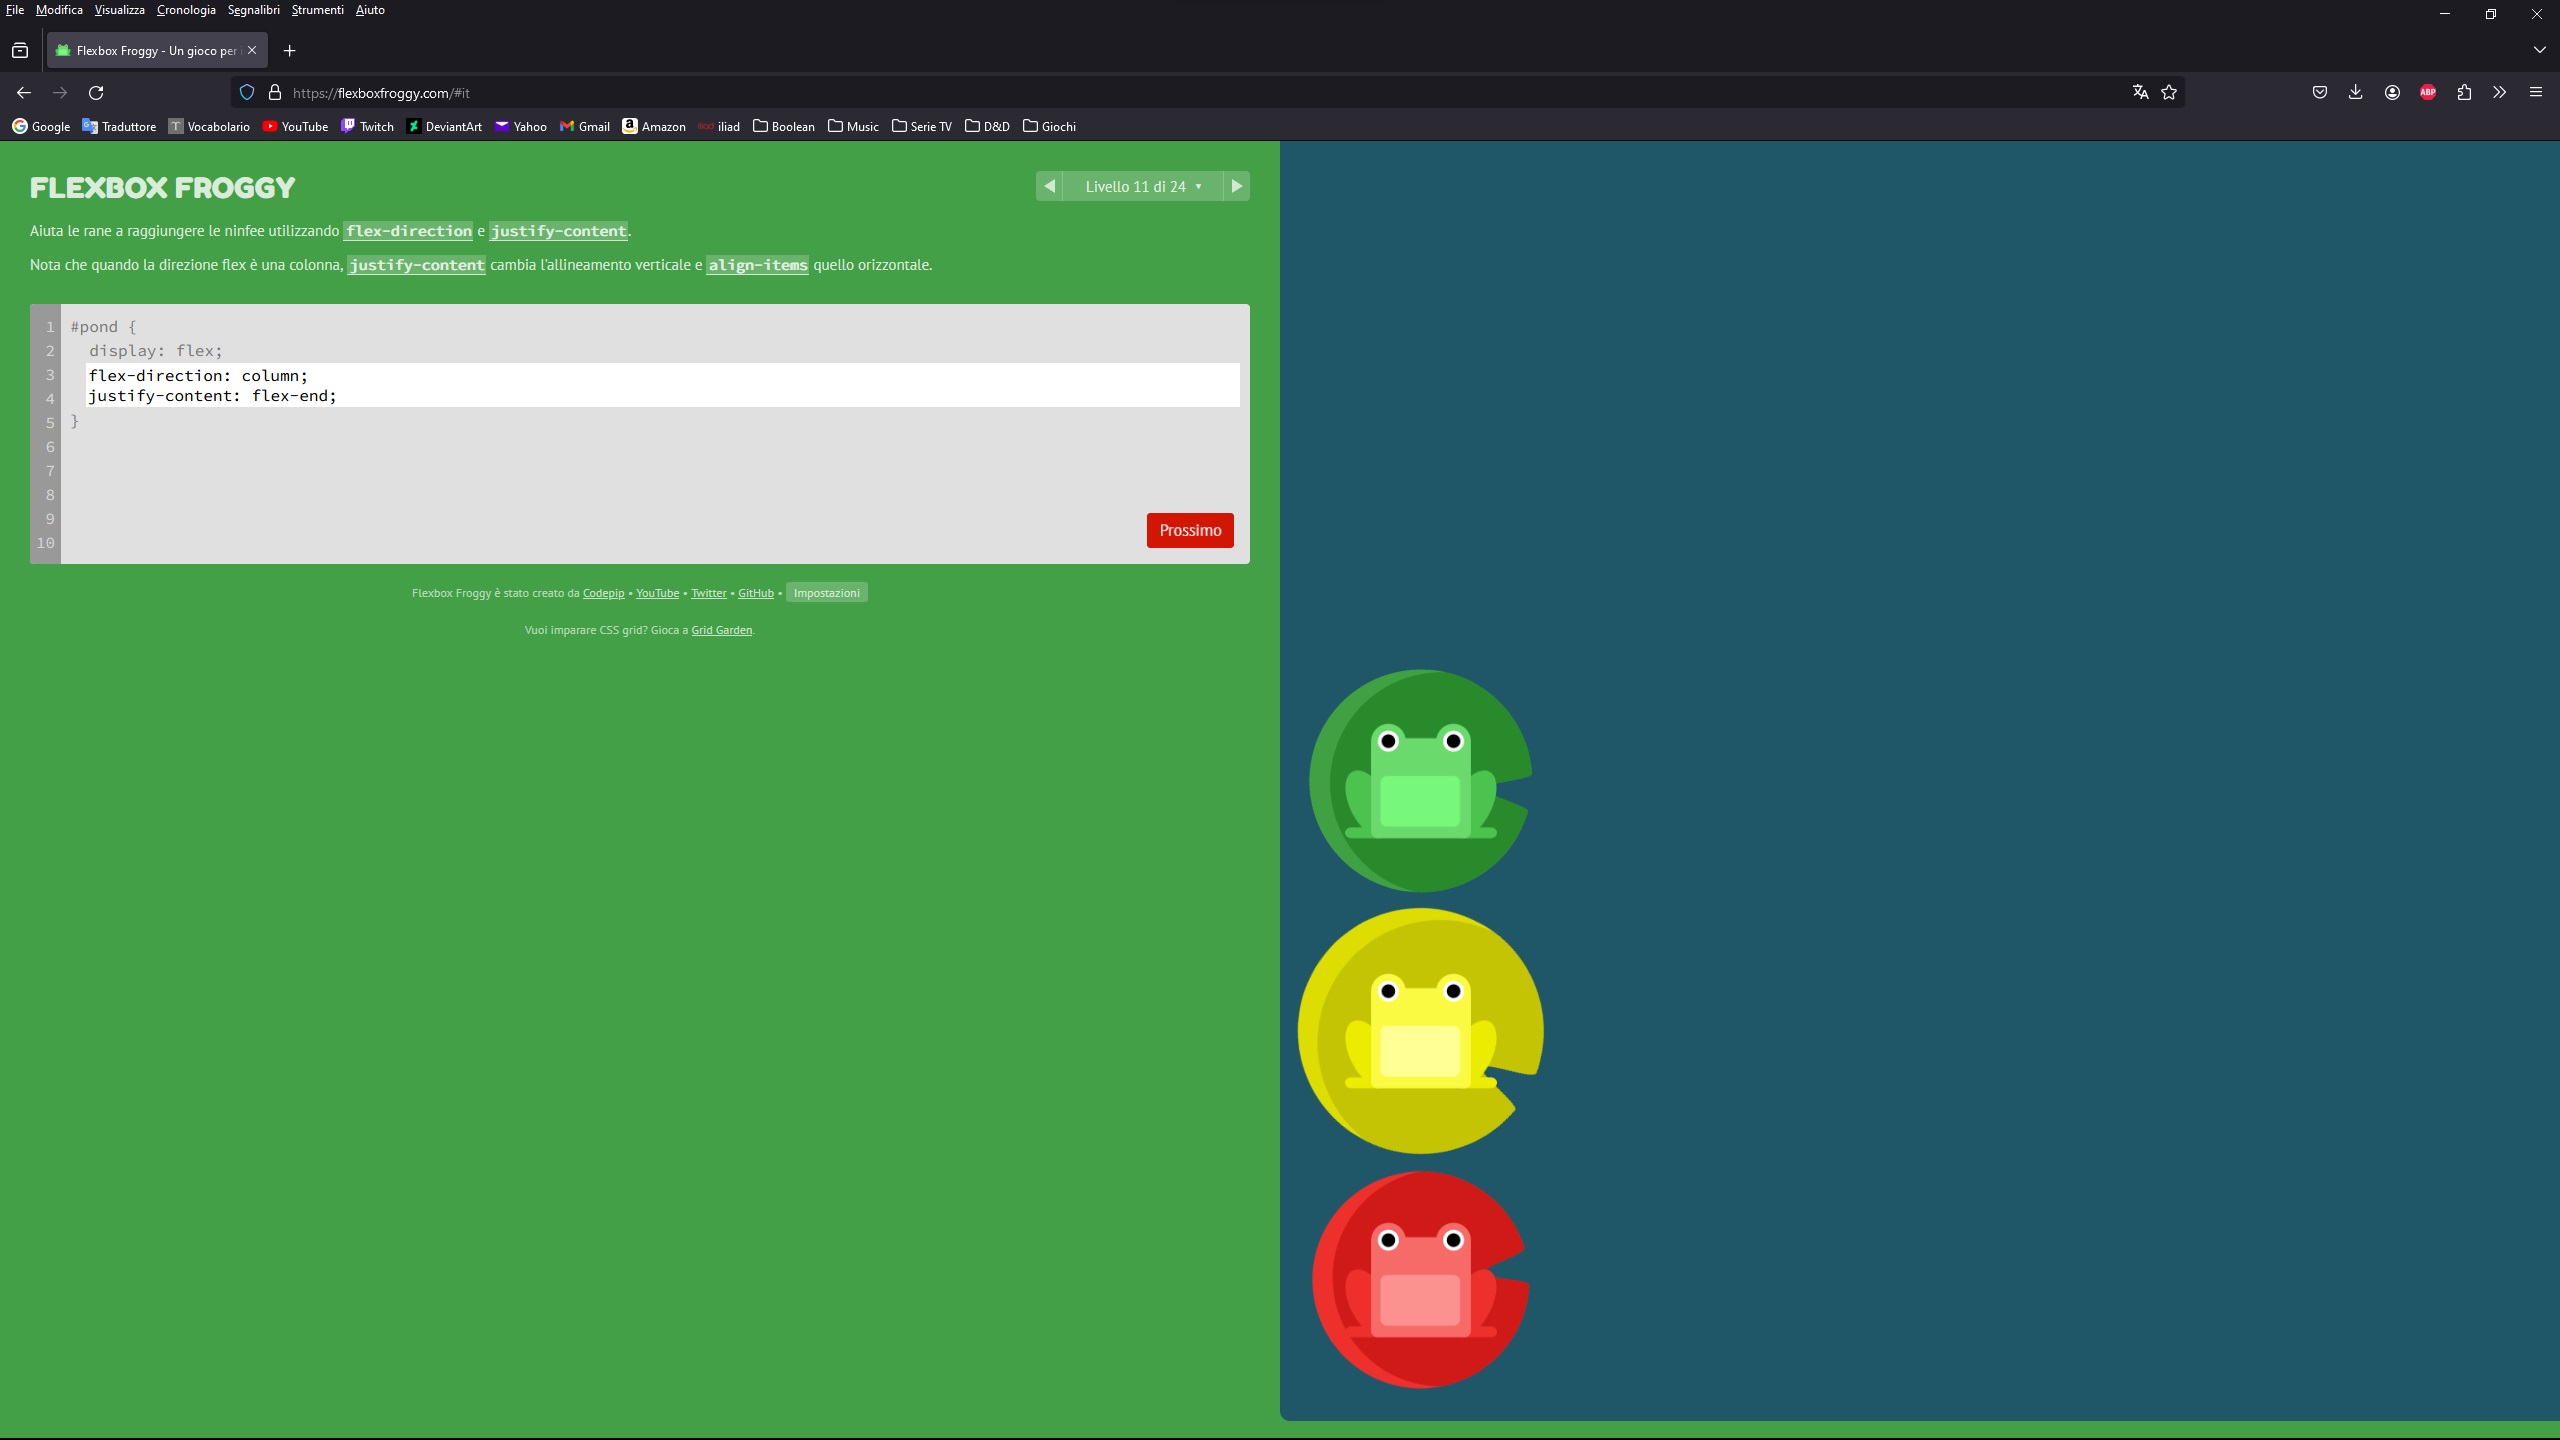 File Modifica Visualizza Cronologia Segnalibri Strumenti Aiuto
Flexbox Froggy - Un gioco per i
https://flexboxfroggy.com/#it
ABP
Google Traduttore Vocabolario YouTube Twitch DeviantArt Yahoo Gmail Amazon iliad iliad Boolean Music Serie TV D&D Giochi
FLEXBOX FROGGY
Livello 11 di 24
Aiuta le rane a raggiungere le ninfee utilizzando flex-direction e justify-content.
Nota che quando la direzione flex è una colonna, justify-content cambia l'allineamento verticale e align-items quello orizzontale.
1 #pond {
2 display: flex;
3 flex-direction: column;
4 justify-content: flex-end;
5 }
6
7
8
9
10
Prossimo
Flexbox Froggy è stato creato da Codepip • YouTube • Twitter • GitHub • Impostazioni
Vuoi imparare CSS grid? Gioca a Grid Garden.